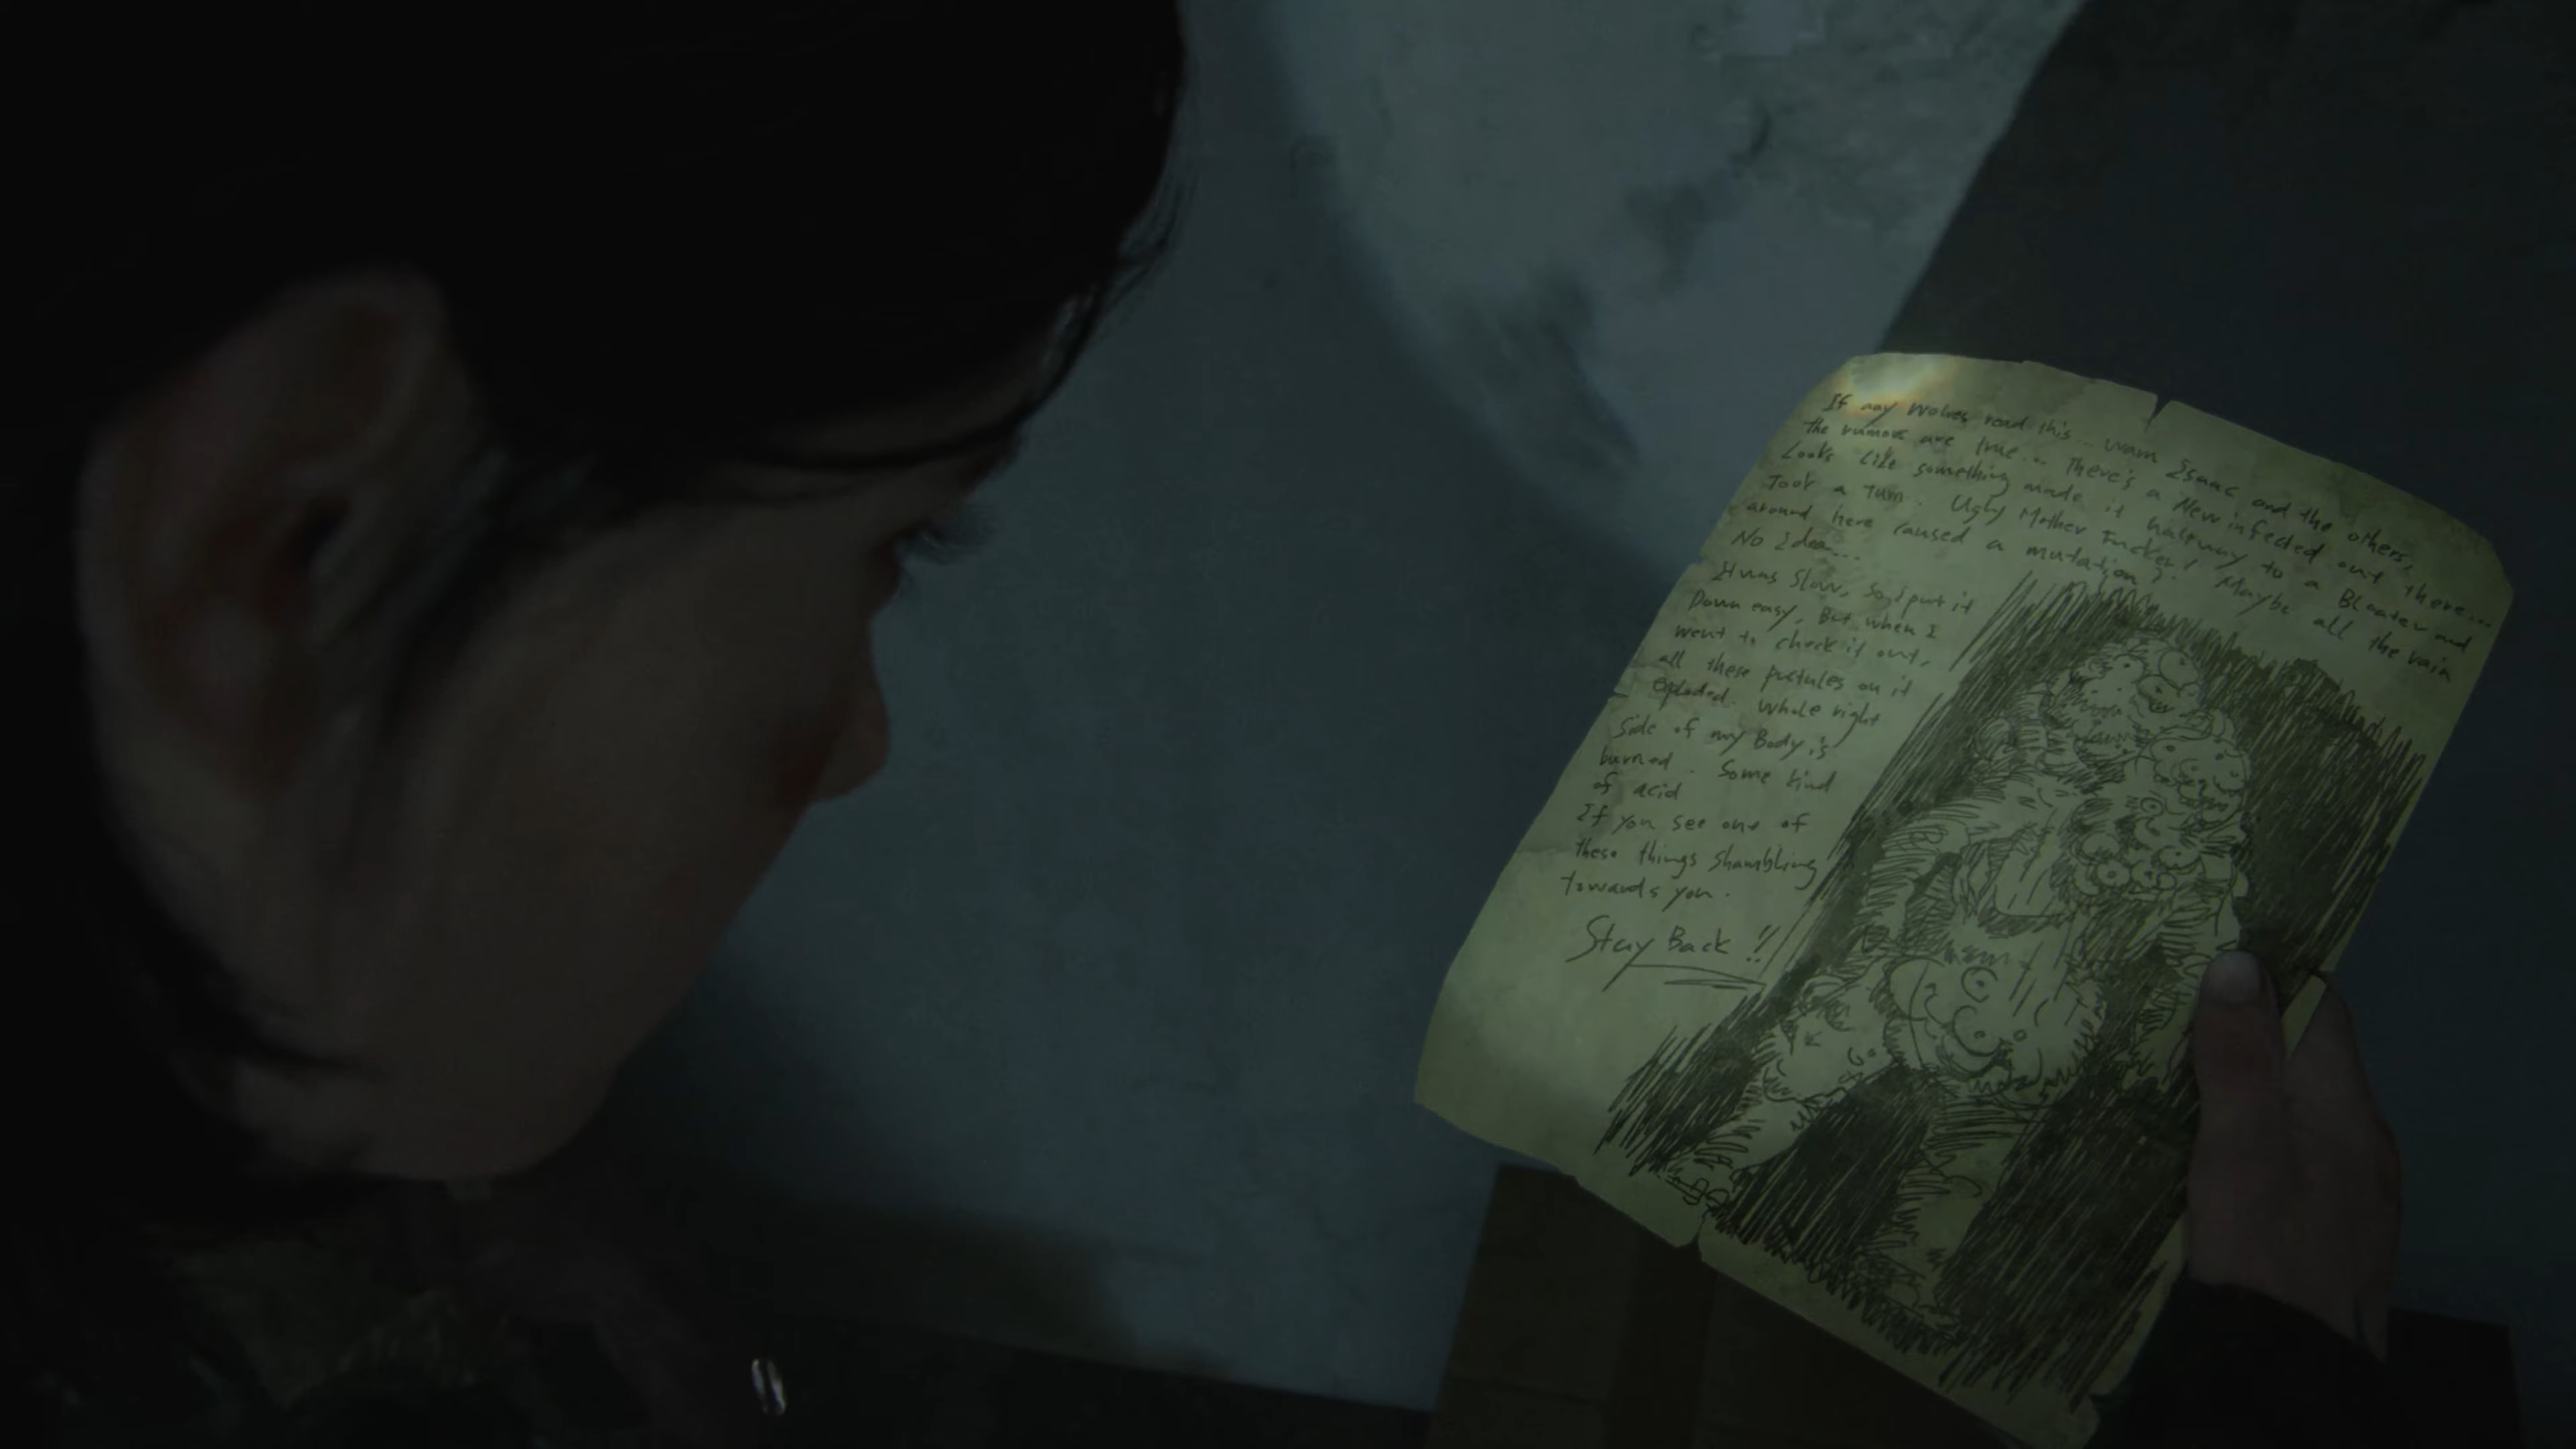 If any wolves read this... warn Isaac and the others,
the rumors are true... There's a New infected out there...
Looks like something made it halfway to a Bloater and
Took a turn. Ugly Mother Fucker! Maybe all the rain
around here caused a mutation?
No Idea...
It was Slow, so I put it
Down easy, But when I
went to check it out,
all these pustules on it
exploded. Whole right
Side of my Body is
burned. Some kind
of acid
If you see one of
these things shambling
towards you.
Stay Back!!